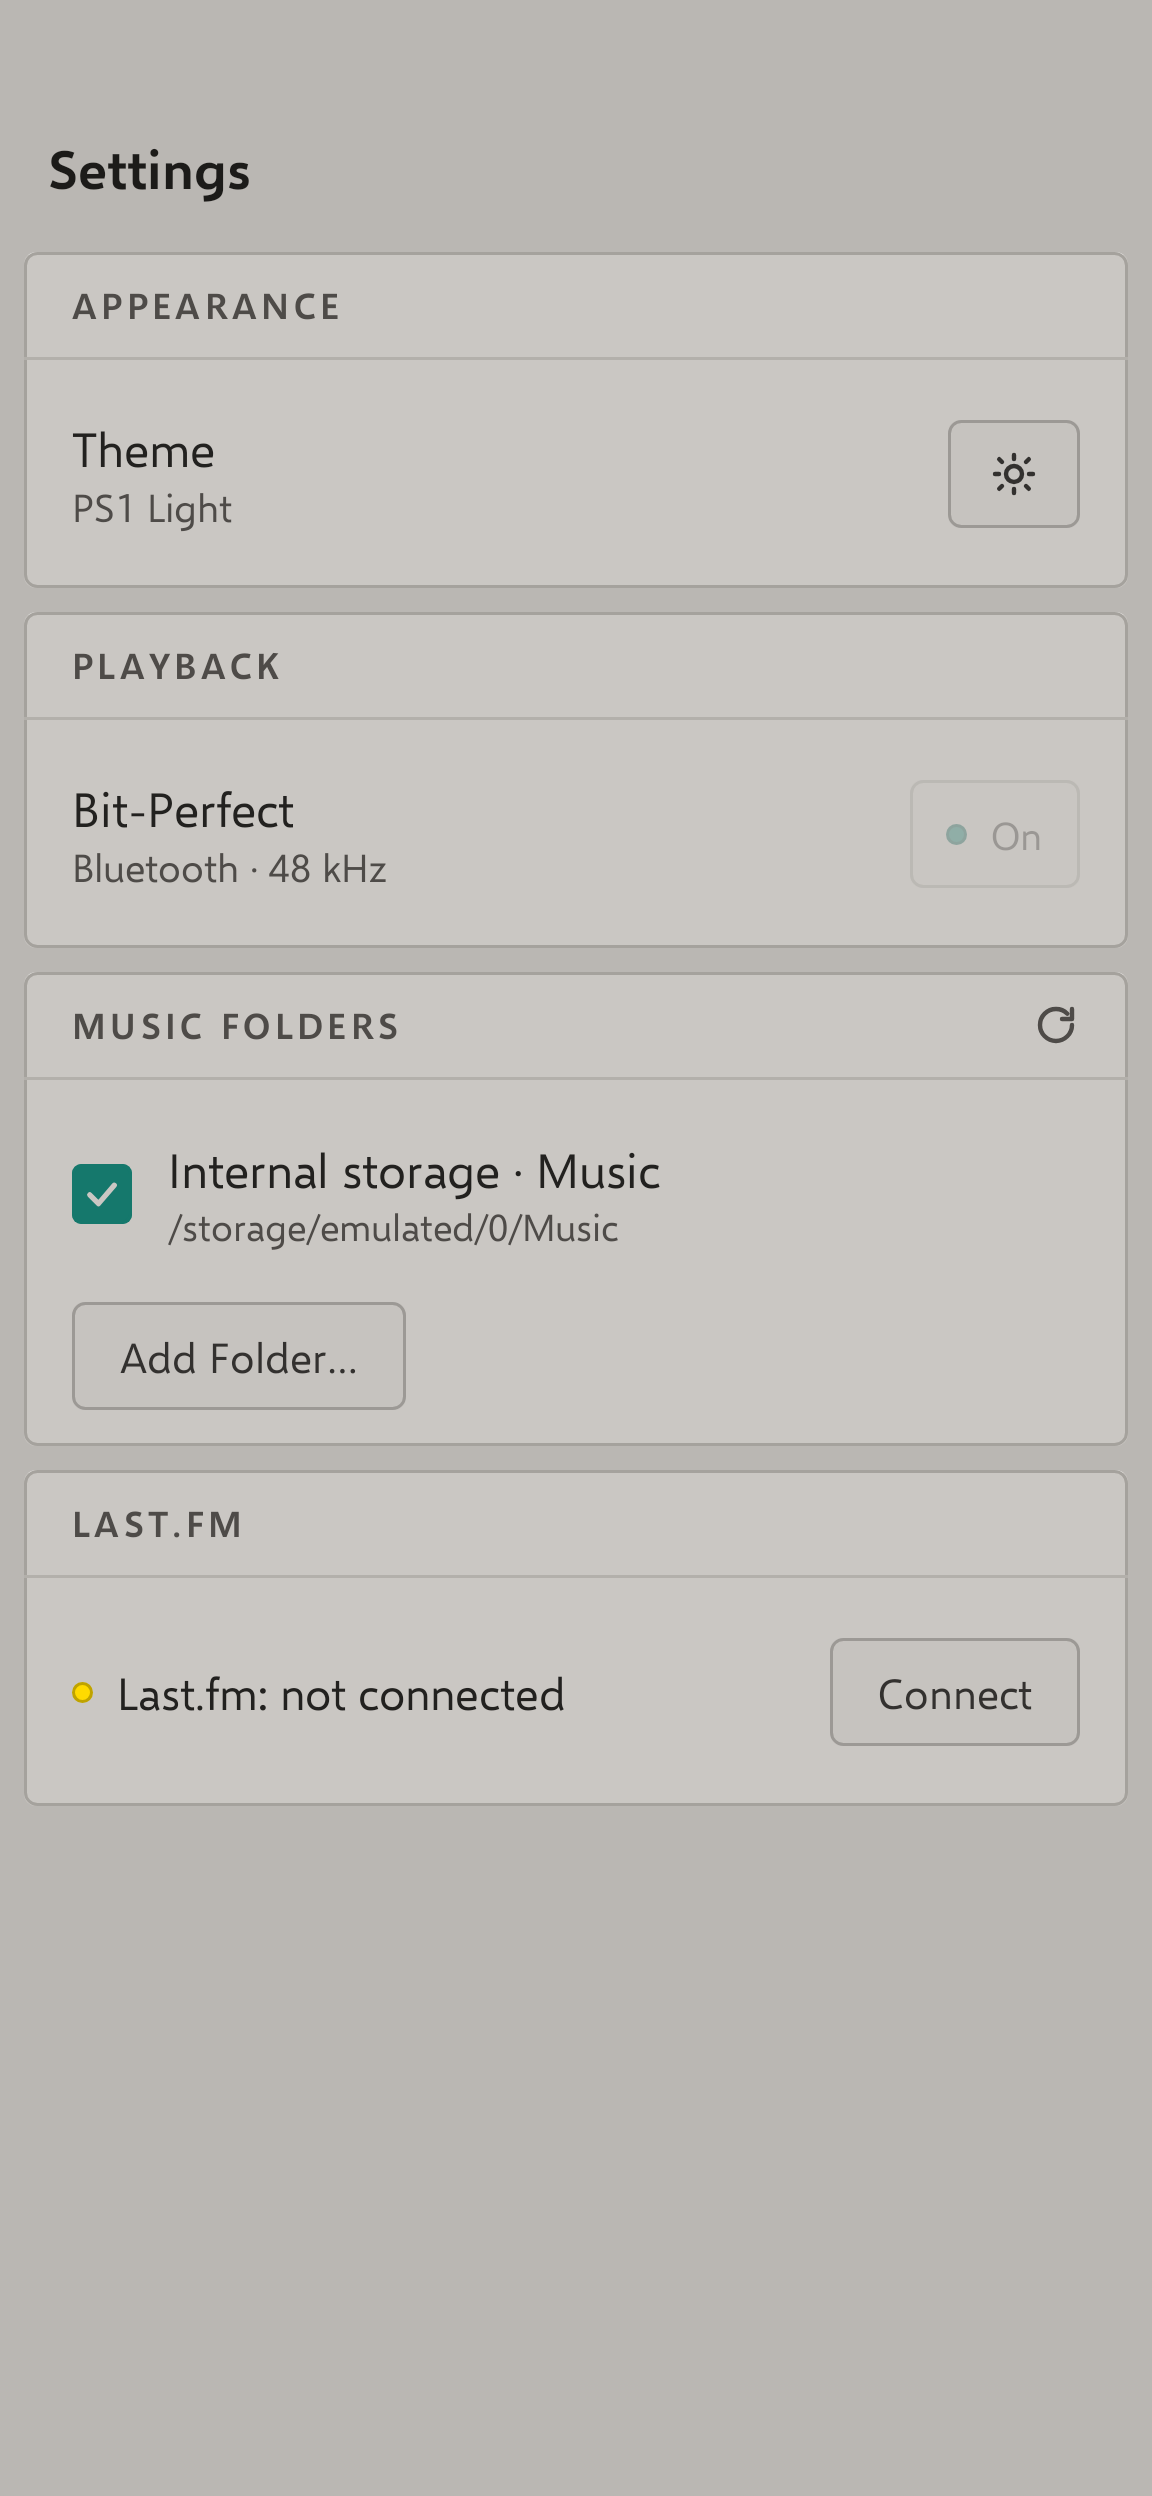 Settings
APPEARANCE
Theme
PS1 Light
PLAYBACK
Bit-Perfect
Bluetooth · 48 kHz
On
MUSIC FOLDERS
Internal storage · Music
/storage/emulated/0/Music
Add Folder...
LAST.FM
Last.fm: not connected
Connect